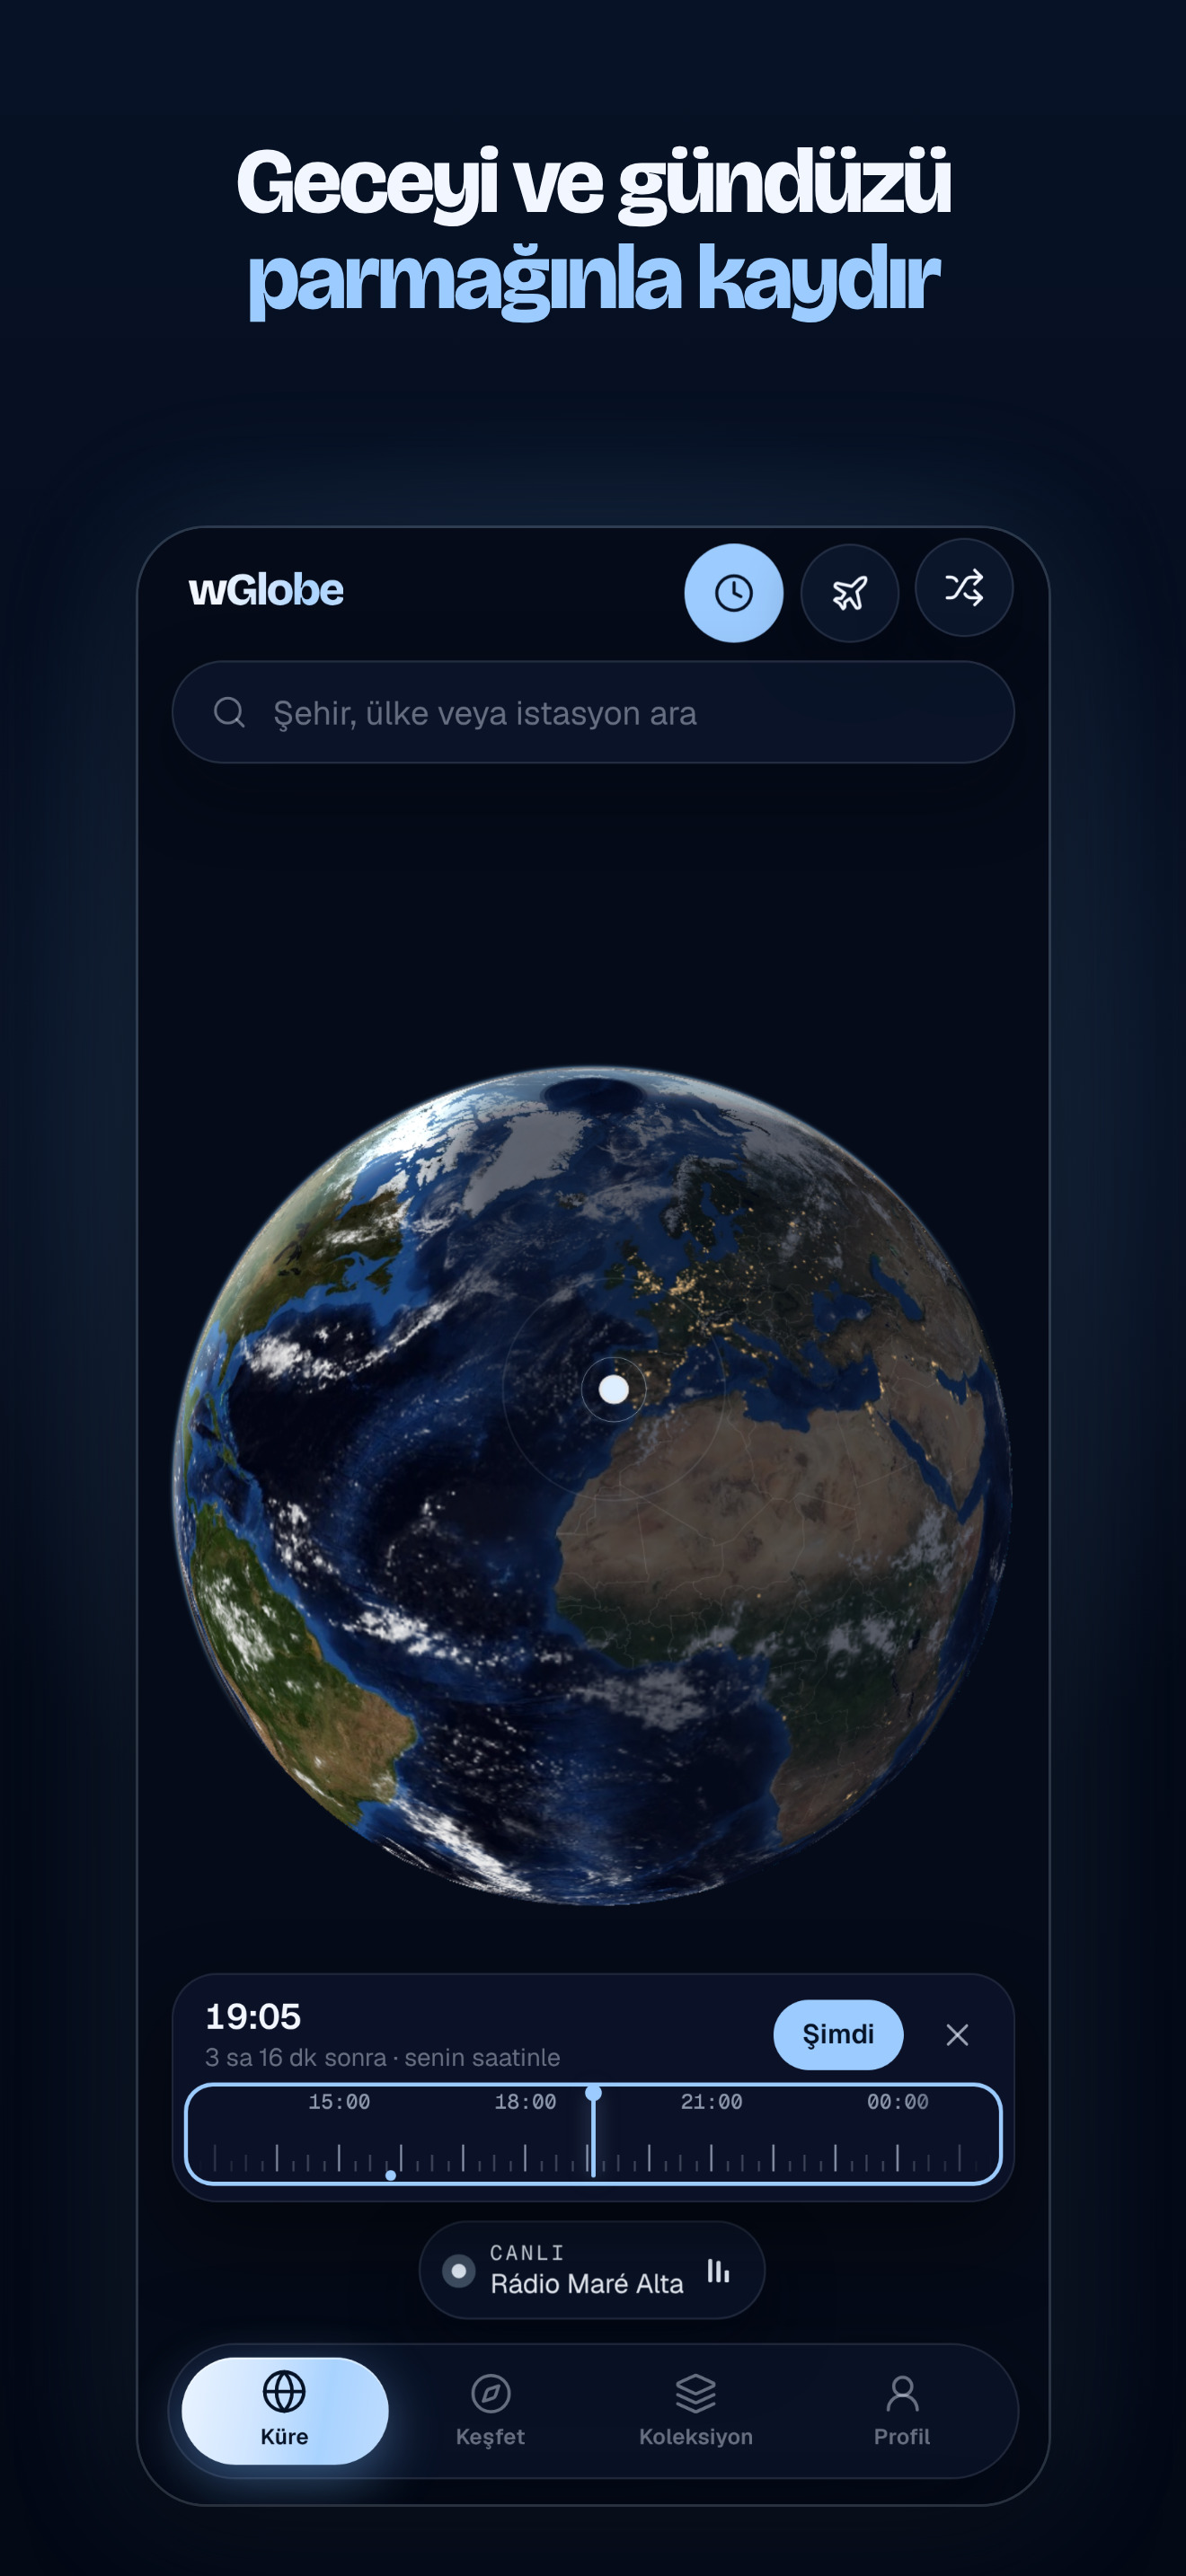 Geceyi ve gündüzü
parmağınla kaydır
wGlobe
Şehir, ülke veya istasyon ara
19:05
3 sa 16 dk sonra · senin saatinle
Şimdi
15:00 18:00 21:00 00:00
CANLI
Rádio Maré Alta
Küre Keşfet Koleksiyon Profil